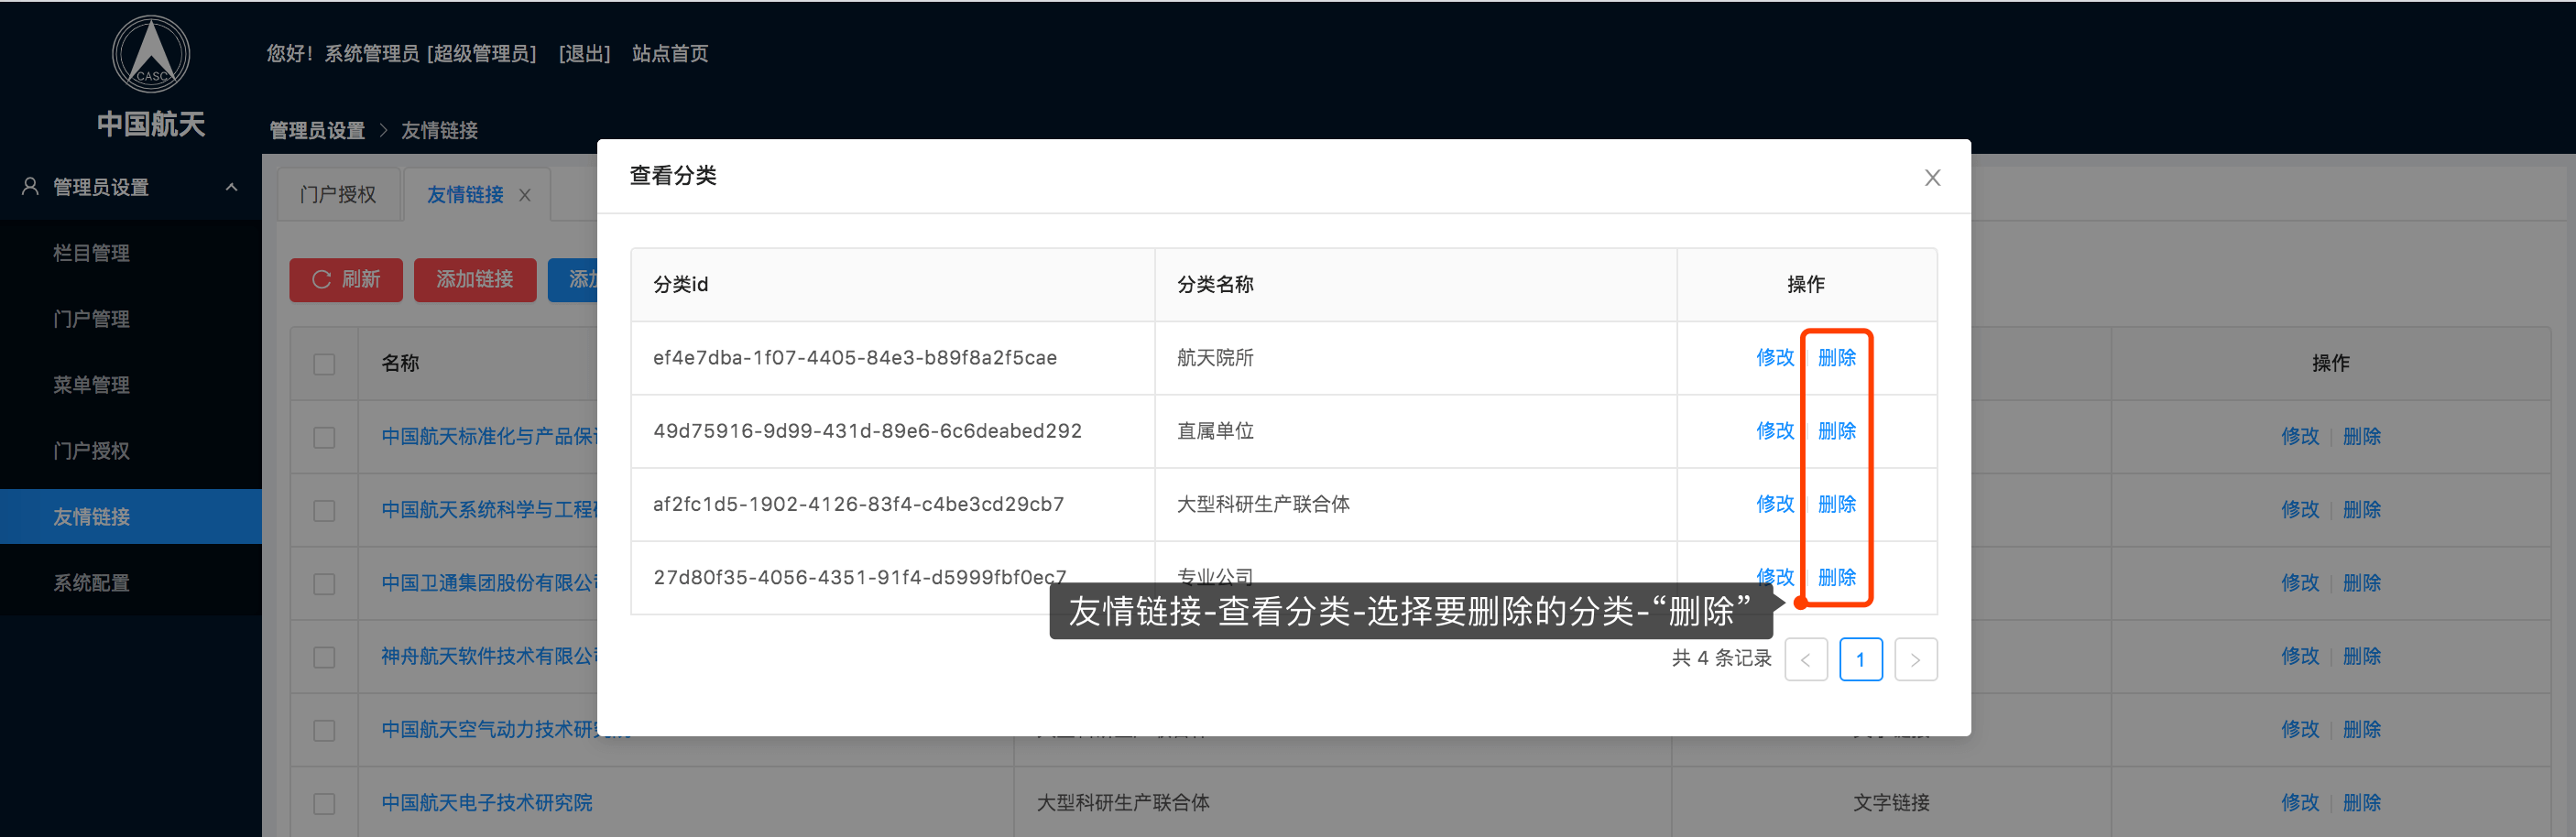 CASC
中国航天
您好！系统管理员 [超级管理员] [退出] 站点首页
管理员设置 > 友情链接
管理员设置
栏目管理
门户管理
菜单管理
门户授权
友情链接
系统配置
门户授权 友情链接
刷新 添加链接
名称 操作
中国航天标准化与产品保 修改 删除
中国航天系统科学与工程 修改 删除
中国卫通集团股份有限公 修改 删除
神舟航天软件技术有限公 修改 删除
中国航天空气动力技术研 修改 删除
中国航天电子技术研究院 大型科研生产联合体 文字链接 修改 删除
查看分类
分类id 分类名称 操作
ef4e7dba-1f07-4405-84e3-b89f8a2f5cae 航天院所 修改 删除
49d75916-9d99-431d-89e6-6c6deabed292 直属单位 修改 删除
af2fc1d5-1902-4126-83f4-c4be3cd29cb7 大型科研生产联合体 修改 删除
27d80f35-4056-4351-91f4-d5999fbf0ec7 专业公司 修改 删除
友情链接-查看分类-选择要删除的分类-“删除”
共 4 条记录 < 1 >